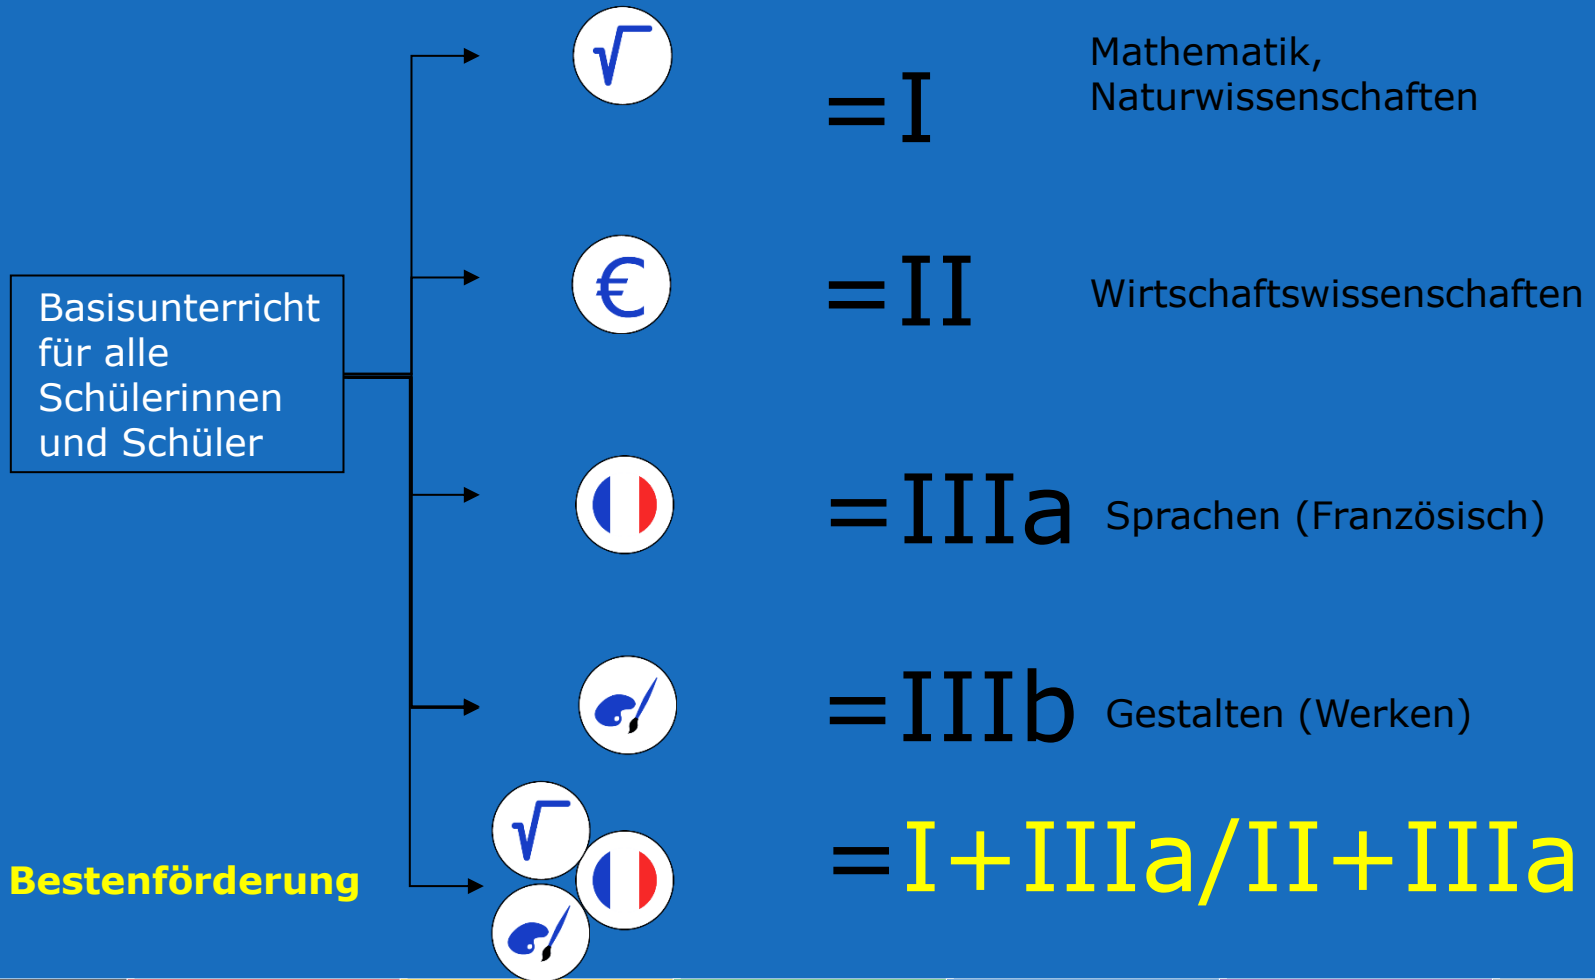 Mathematik,
Naturwissenschaften
=I
€
=II
Wirtschaftswissenschaften
Basisunterricht
für alle
Schülerinnen
und Schüler
=IIIa
Sprachen (Französisch)
=IIIb
Gestalten (Werken)
√
√
Bestenförderung
=I+IIIa/II+IIIa